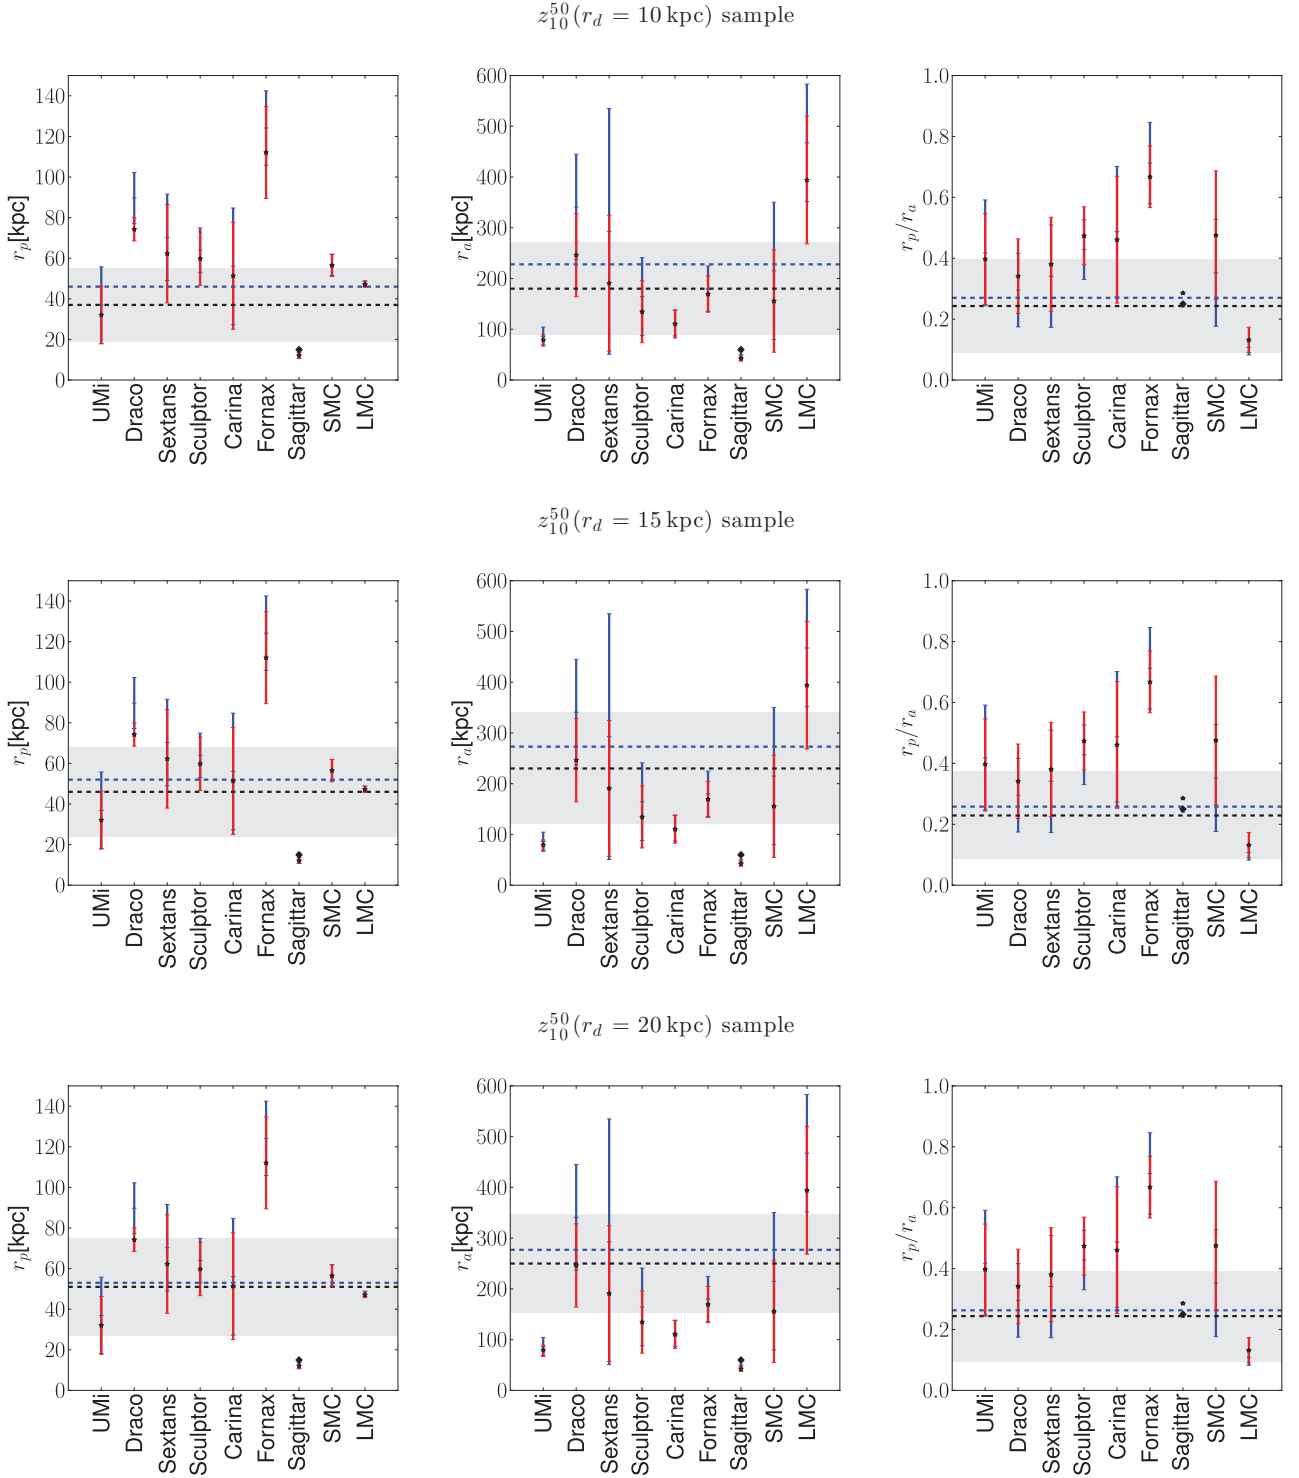 z₁₀⁵⁰(r_d = 10 kpc) sample
140
120
100
80
60
40
20
0
r_p[kpc]
UMi
Draco
Sextans
Sculptor
Carina
Fornax
Sagittar
SMC
LMC
600
500
400
300
200
100
0
r_a[kpc]
UMi
Draco
Sextans
Sculptor
Carina
Fornax
Sagittar
SMC
LMC
1.0
0.8
0.6
0.4
0.2
0.0
r_p/r_a
UMi
Draco
Sextans
Sculptor
Carina
Fornax
Sagittar
SMC
LMC
z₁₀⁵⁰(r_d = 15 kpc) sample
140
120
100
80
60
40
20
0
r_p[kpc]
UMi
Draco
Sextans
Sculptor
Carina
Fornax
Sagittar
SMC
LMC
600
500
400
300
200
100
0
r_a[kpc]
UMi
Draco
Sextans
Sculptor
Carina
Fornax
Sagittar
SMC
LMC
1.0
0.8
0.6
0.4
0.2
0.0
r_p/r_a
UMi
Draco
Sextans
Sculptor
Carina
Fornax
Sagittar
SMC
LMC
z₁₀⁵⁰(r_d = 20 kpc) sample
140
120
100
80
60
40
20
0
r_p[kpc]
UMi
Draco
Sextans
Sculptor
Carina
Fornax
Sagittar
SMC
LMC
600
500
400
300
200
100
0
r_a[kpc]
UMi
Draco
Sextans
Sculptor
Carina
Fornax
Sagittar
SMC
LMC
1.0
0.8
0.6
0.4
0.2
0.0
r_p/r_a
UMi
Draco
Sextans
Sculptor
Carina
Fornax
Sagittar
SMC
LMC